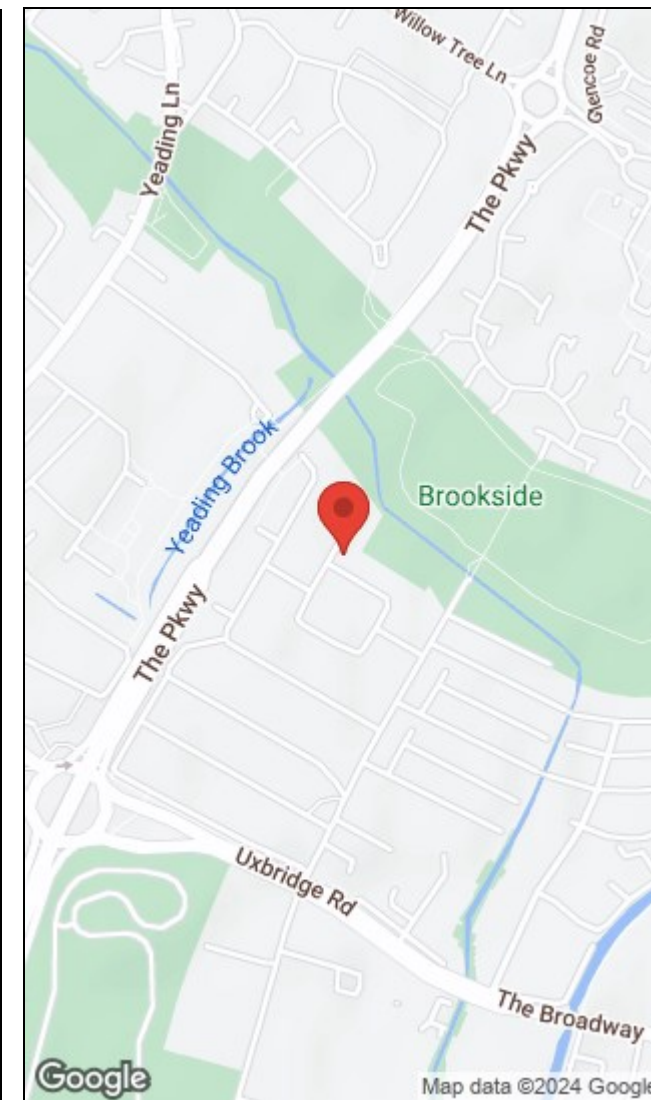 Willow Tree Ln
Glencoe Rd
Yeading Ln
The Pkwy
Yeading Brook
Brookside
The Pkwy
Uxbridge Rd
The Broadway
Google
Map data ©2024 Google